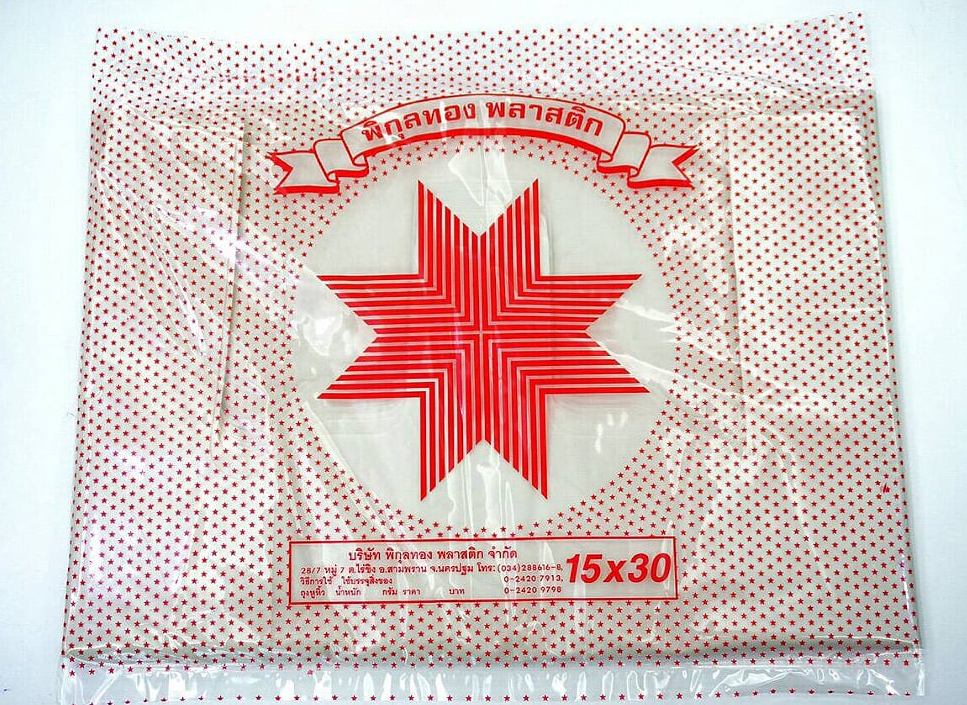 พิกุลทอง พลาสติก
บริษัท พิกุลทอง พลาสติก จำกัด
28/7 หมู่ 7 ต.ไร่ขิง อ.สามพราน จ.นครปฐม โทร: (034)288616-8,
วิธีการใช้ ใช้บรรจุสิ่งของ 0-2420 7913,
ถุงหูหิ้ว น้ำหนัก กรัม ราคา บาท 0-2420 9798
15x30